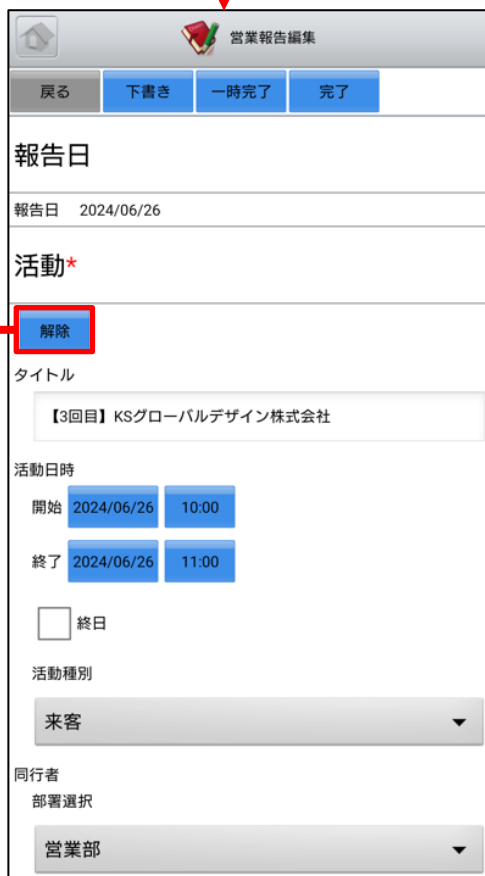 営業報告編集
戻る 下書き 一時完了 完了
報告日
報告日 2024/06/26
活動*
解除
タイトル
【3回目】KSグローバルデザイン株式会社
活動日時
開始 2024/06/26 10:00
終了 2024/06/26 11:00
終日
活動種別
来客
同行者
部署選択
営業部